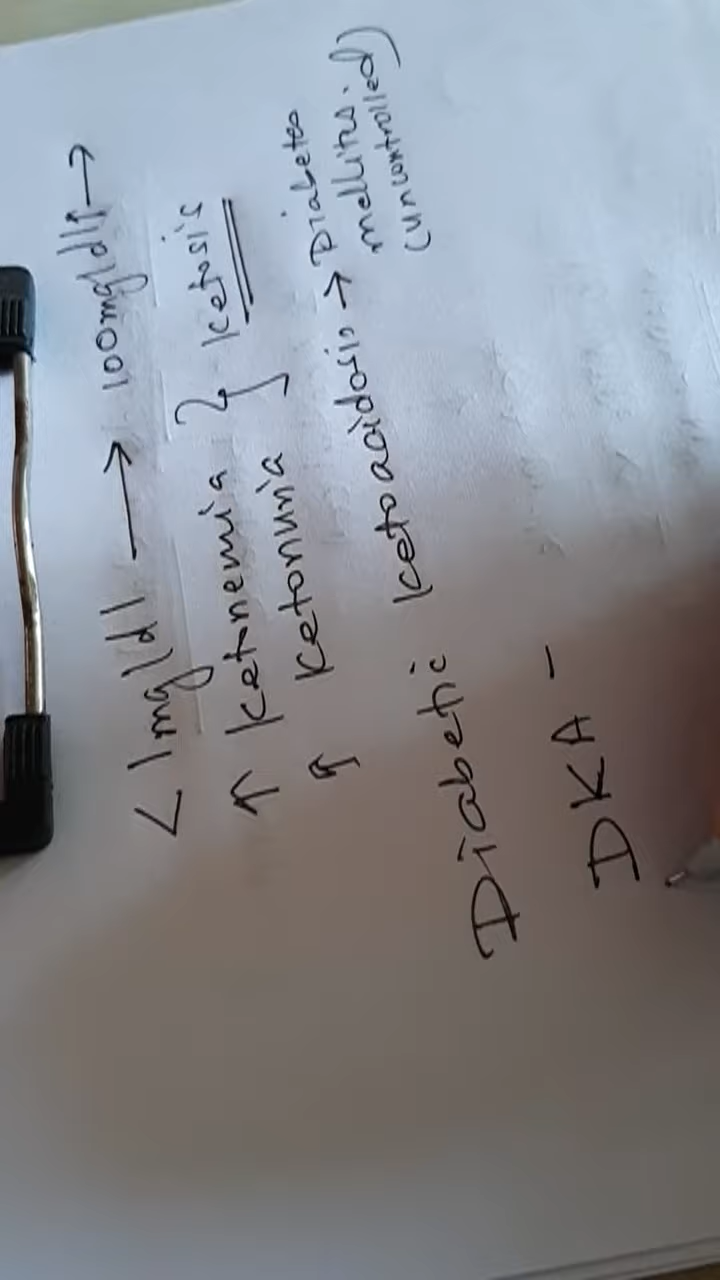 < 1mg/dl → 100mg/dl↑ →
↑ ketonemia } ketosis
↑ ketonuria
Diabetic ketoacidosis → Diabetes
mellitus.
(uncontrolled)
DKA -